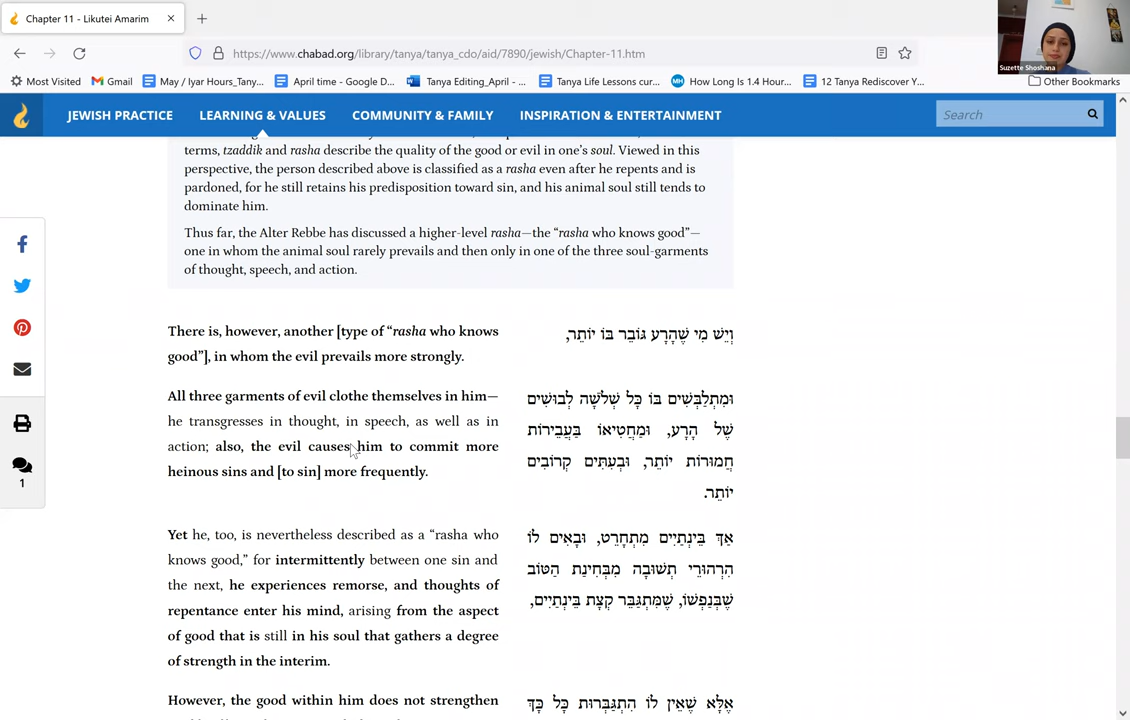 Chapter 11 - Likutei Amarim
https://www.chabad.org/library/tanya/tanya_cdo/aid/7890/jewish/Chapter-11.htm
Most Visited Gmail May / Iyar Hours_Tany... April time - Google D... Tanya Editing_April - ... Tanya Life Lessons cur... How Long Is 1.4 Hour... 12 Tanya Rediscover Y... Other Bookmarks
Suzette Shoshana
JEWISH PRACTICE LEARNING & VALUES COMMUNITY & FAMILY INSPIRATION & ENTERTAINMENT Search
terms, tzaddik and rasha describe the quality of the good or evil in one's soul. Viewed in this
perspective, the person described above is classified as a rasha even after he repents and is
pardoned, for he still retains his predisposition toward sin, and his animal soul still tends to
dominate him.
Thus far, the Alter Rebbe has discussed a higher-level rasha—the “rasha who knows good”—
one in whom the animal soul rarely prevails and then only in one of the three soul-garments
of thought, speech, and action.
There is, however, another [type of “rasha who knows
good”], in whom the evil prevails more strongly.
וְיֵשׁ מִי שֶׁהָרָע גּוֹבֵר בּוֹ יוֹתֵר,
All three garments of evil clothe themselves in him—
he transgresses in thought, in speech, as well as in
action; also, the evil causes him to commit more
heinous sins and [to sin] more frequently.
וּמִתְלַבְּשִׁים בּוֹ כָּל שְׁלֹשָׁה לְבוּשִׁים
שֶׁל הָרָע, וּמַחֲטִיאוֹ בַּעֲבֵירוֹת
חֲמוּרוֹת יוֹתֵר, וּבְעִתִּים קְרוֹבִים
יוֹתֵר.
Yet he, too, is nevertheless described as a “rasha who
knows good,” for intermittently between one sin and
the next, he experiences remorse, and thoughts of
repentance enter his mind, arising from the aspect
of good that is still in his soul that gathers a degree
of strength in the interim.
אַךְ בֵּינְתַיִים מִתְחָרֵט, וּבָאִים לוֹ
הִרְהוּרֵי תְשׁוּבָה מִבְּחִינַת הַטּוֹב
שֶׁבְּנַפְשׁוֹ, שֶׁמִּתְגַּבֵּר קְצָת בֵּינְתַיִים,
However, the good within him does not strengthen
אֶלָּא שֶׁאֵין לוֹ הִתְגַּבְּרוּת כָּל כָּךְ
1